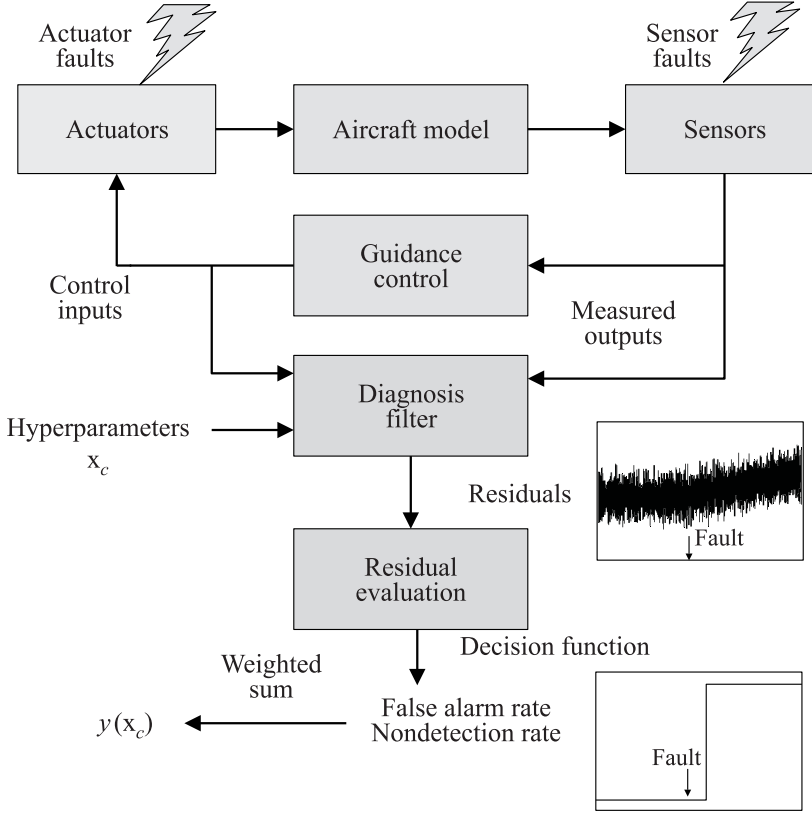 Actuator
faults
Sensor
faults
Actuators
Aircraft model
Sensors
Guidance
control
Control
inputs
Measured
outputs
Diagnosis
filter
Hyperparameters
x_c
Residuals
Fault
Residual
evaluation
Decision function
Weighted
sum
False alarm rate
Nondetection rate
y(x_c)
Fault